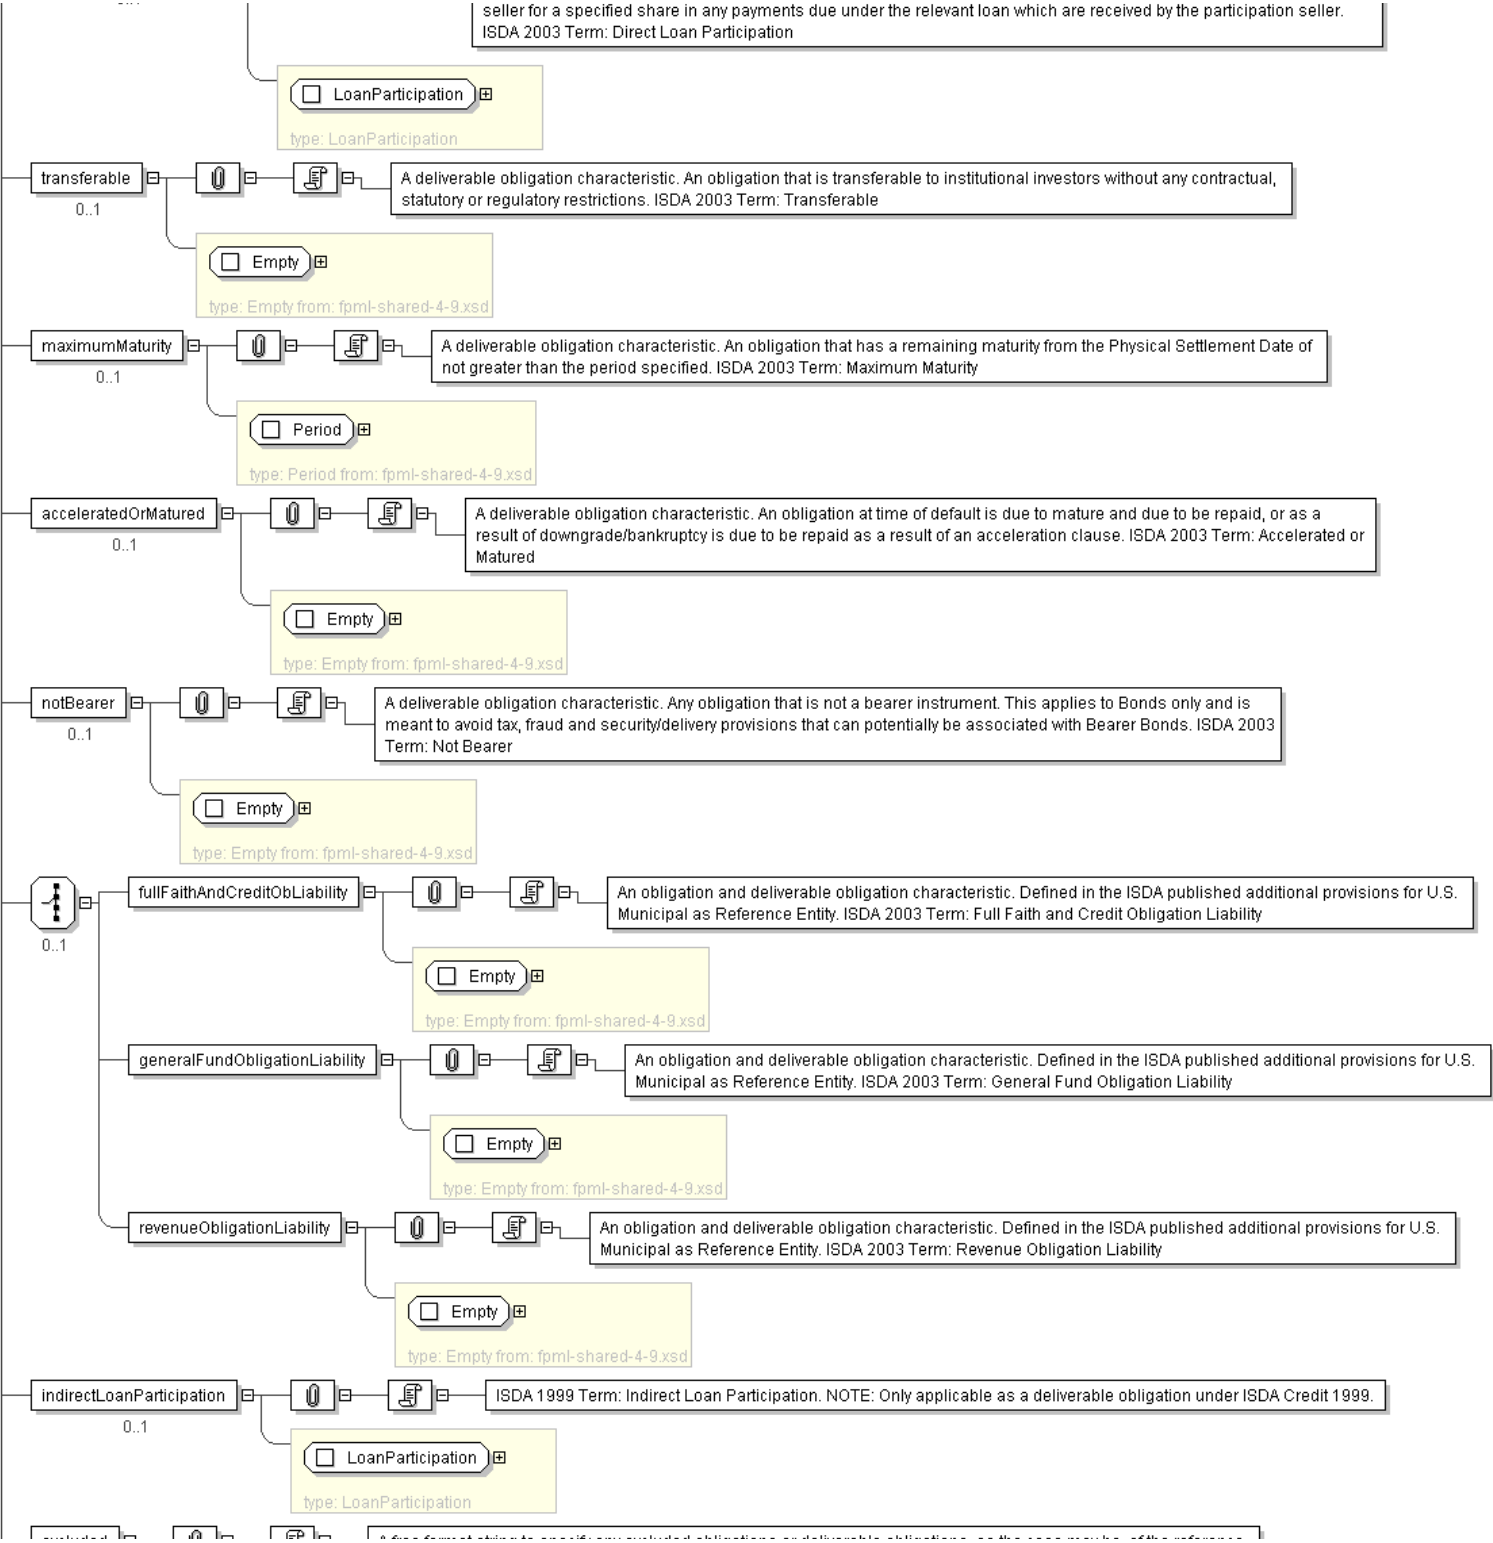 seller for a specified share in any payments due under the relevant loan which are received by the participation seller.
ISDA 2003 Term: Direct Loan Participation
LoanParticipation
type: LoanParticipation
transferable
A deliverable obligation characteristic. An obligation that is transferable to institutional investors without any contractual,
statutory or regulatory restrictions. ISDA 2003 Term: Transferable
0..1
Empty
type: Empty from: fpml-shared-4-9.xsd
maximumMaturity
A deliverable obligation characteristic. An obligation that has a remaining maturity from the Physical Settlement Date of
not greater than the period specified. ISDA 2003 Term: Maximum Maturity
0..1
Period
type: Period from: fpml-shared-4-9.xsd
acceleratedOrMatured
A deliverable obligation characteristic. An obligation at time of default is due to mature and due to be repaid, or as a
result of downgrade/bankruptcy is due to be repaid as a result of an acceleration clause. ISDA 2003 Term: Accelerated or
Matured
0..1
Empty
type: Empty from: fpml-shared-4-9.xsd
notBearer
A deliverable obligation characteristic. Any obligation that is not a bearer instrument. This applies to Bonds only and is
meant to avoid tax, fraud and security/delivery provisions that can potentially be associated with Bearer Bonds. ISDA 2003
Term: Not Bearer
0..1
Empty
type: Empty from: fpml-shared-4-9.xsd
fullFaithAndCreditObLiability
An obligation and deliverable obligation characteristic. Defined in the ISDA published additional provisions for U.S.
Municipal as Reference Entity. ISDA 2003 Term: Full Faith and Credit Obligation Liability
0..1
Empty
type: Empty from: fpml-shared-4-9.xsd
generalFundObligationLiability
An obligation and deliverable obligation characteristic. Defined in the ISDA published additional provisions for U.S.
Municipal as Reference Entity. ISDA 2003 Term: General Fund Obligation Liability
Empty
type: Empty from: fpml-shared-4-9.xsd
revenueObligationLiability
An obligation and deliverable obligation characteristic. Defined in the ISDA published additional provisions for U.S.
Municipal as Reference Entity. ISDA 2003 Term: Revenue Obligation Liability
Empty
type: Empty from: fpml-shared-4-9.xsd
indirectLoanParticipation
ISDA 1999 Term: Indirect Loan Participation. NOTE: Only applicable as a deliverable obligation under ISDA Credit 1999.
0..1
LoanParticipation
type: LoanParticipation